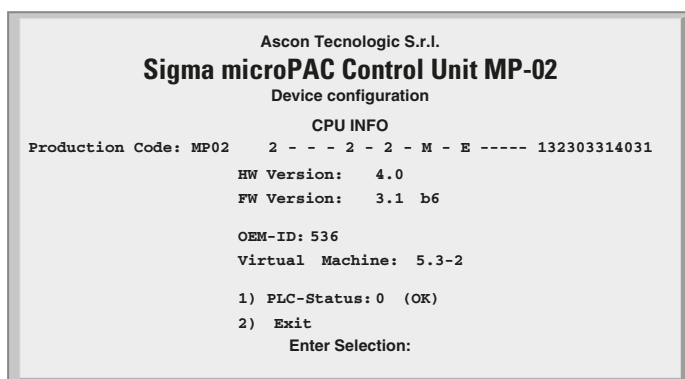 Ascon Tecnologic S.r.l.
Sigma microPAC Control Unit MP-02
Device configuration
CPU INFO
Production Code: MP02 2 - - - 2 - 2 - M - E ----- 132303314031
HW Version: 4.0
FW Version: 3.1 b6
OEM-ID: 536
Virtual Machine: 5.3-2
1) PLC-Status: 0 (OK)
2) Exit
Enter Selection: